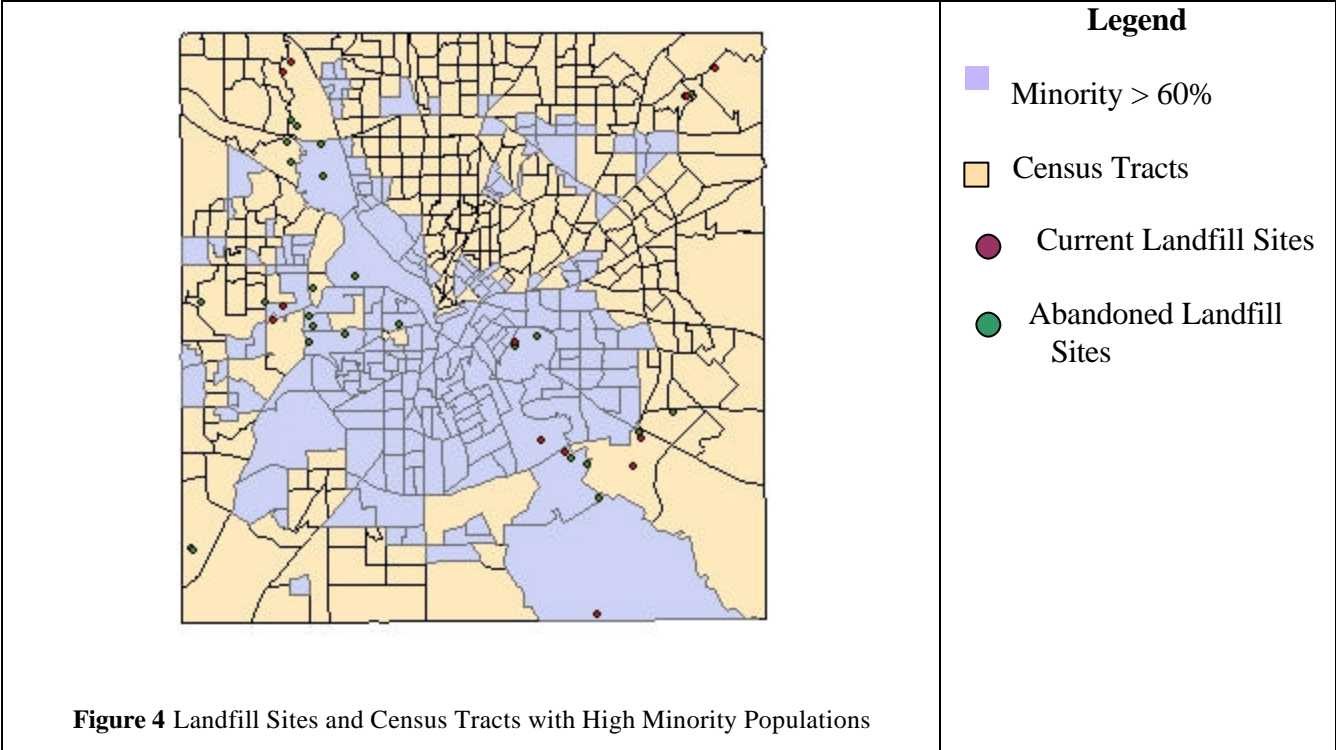 Legend
Minority > 60%
Census Tracts
Current Landfill Sites
Abandoned Landfill
Sites
Figure 4 Landfill Sites and Census Tracts with High Minority Populations